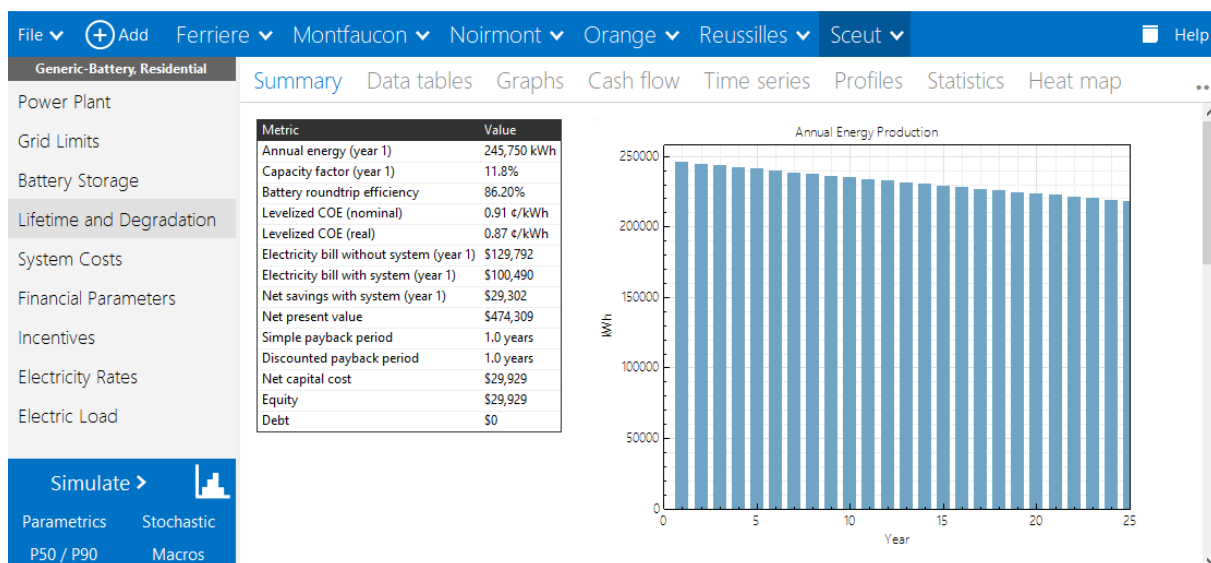 File Add Ferriere Montfaucon Noirmont Orange Reussilles Sceut Help
Generic-Battery, Residential
Power Plant
Grid Limits
Battery Storage
Lifetime and Degradation
System Costs
Financial Parameters
Incentives
Electricity Rates
Electric Load
Simulate >
Parametrics Stochastic
P50 / P90 Macros
Summary Data tables Graphs Cash flow Time series Profiles Statistics Heat map ..
Metric Value
Annual energy (year 1) 245,750 kWh
Capacity factor (year 1) 11.8%
Battery roundtrip efficiency 86.20%
Levelized COE (nominal) 0.91 ¢/kWh
Levelized COE (real) 0.87 ¢/kWh
Electricity bill without system (year 1) $129,792
Electricity bill with system (year 1) $100,490
Net savings with system (year 1) $29,302
Net present value $474,309
Simple payback period 1.0 years
Discounted payback period 1.0 years
Net capital cost $29,929
Equity $29,929
Debt $0
Annual Energy Production
250000
200000
150000
100000
50000
0
kWh
0 5 10 15 20 25
Year